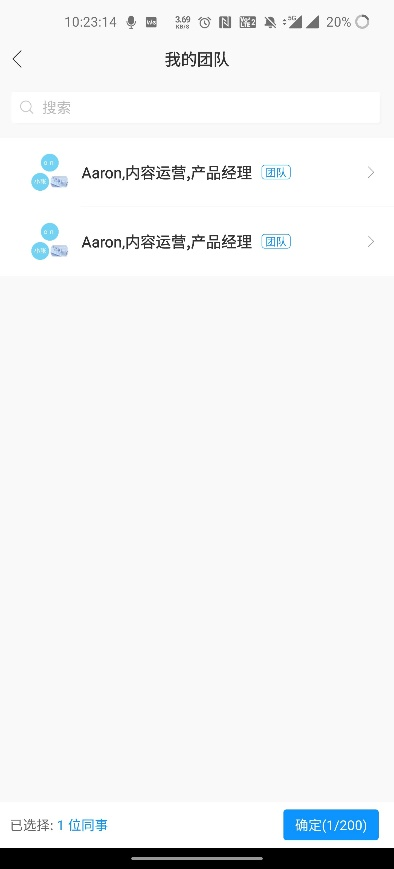 10:23:14 3.69 KB/S 5G 20%
我的团队
搜索
Aaron,内容运营,产品经理 团队
Aaron,内容运营,产品经理 团队
已选择: 1 位同事
确定(1/200)